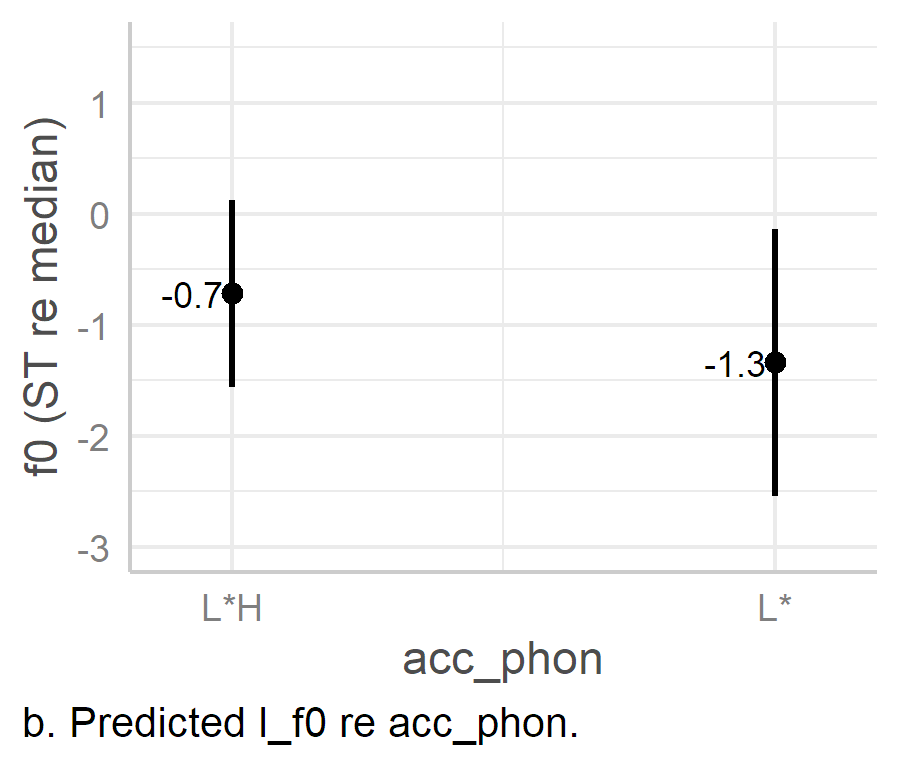 f0 (ST re median)
1
0
-0.7
-1
-1.3
-2
-3
L*H
L*
acc_phon
b. Predicted l_f0 re acc_phon.